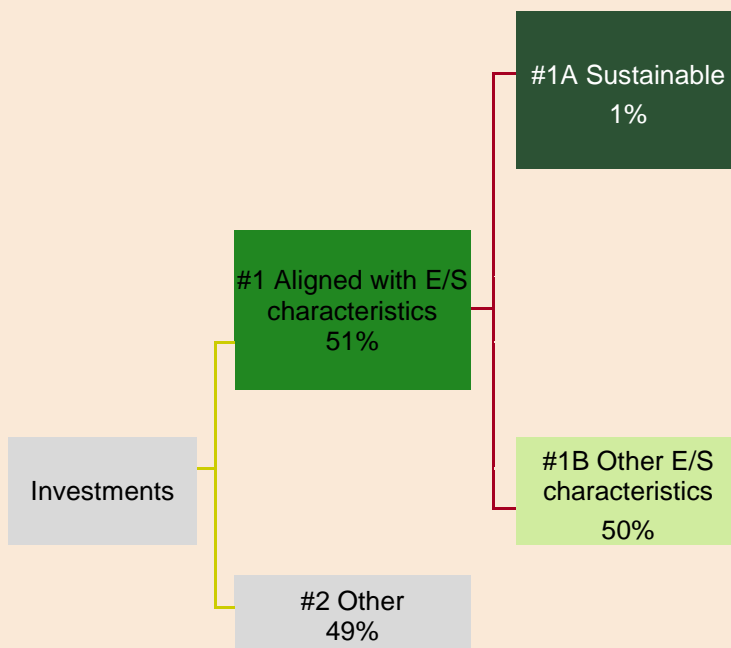 #1A Sustainable
1%
#1 Aligned with E/S
characteristics
51%
Investments
#1B Other E/S
characteristics
50%
#2 Other
49%